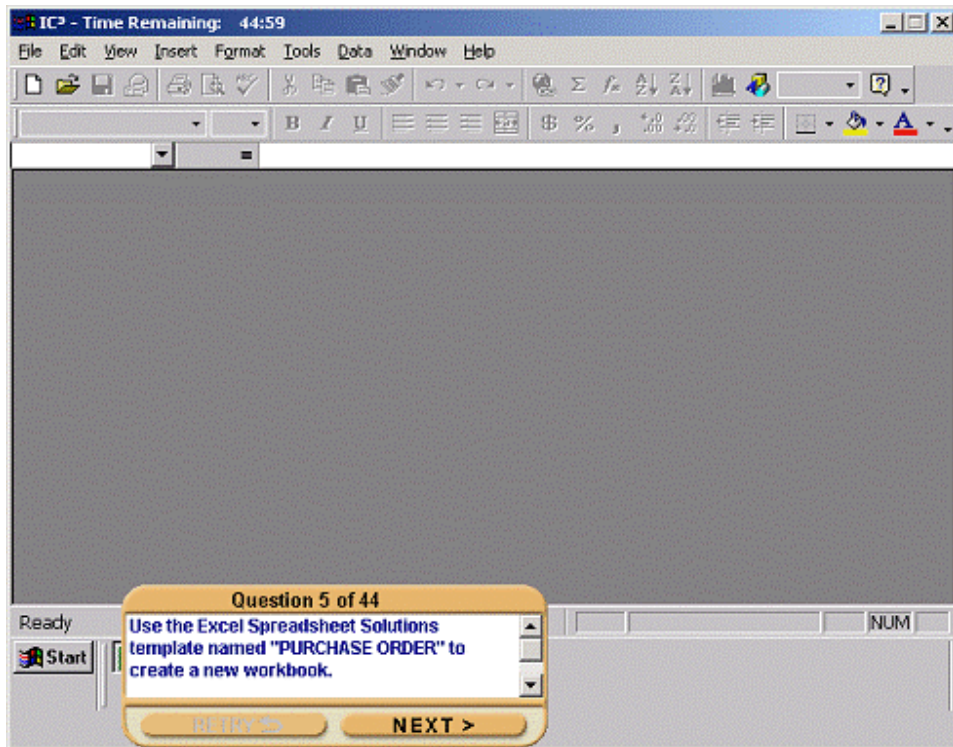 IC³ - Time Remaining: 44:59
File Edit View Insert Format Tools Data Window Help
B I U $ % ,
=
Ready
NUM
Start
Question 5 of 44
Use the Excel Spreadsheet Solutions
template named "PURCHASE ORDER" to
create a new workbook.
RETRY
NEXT >